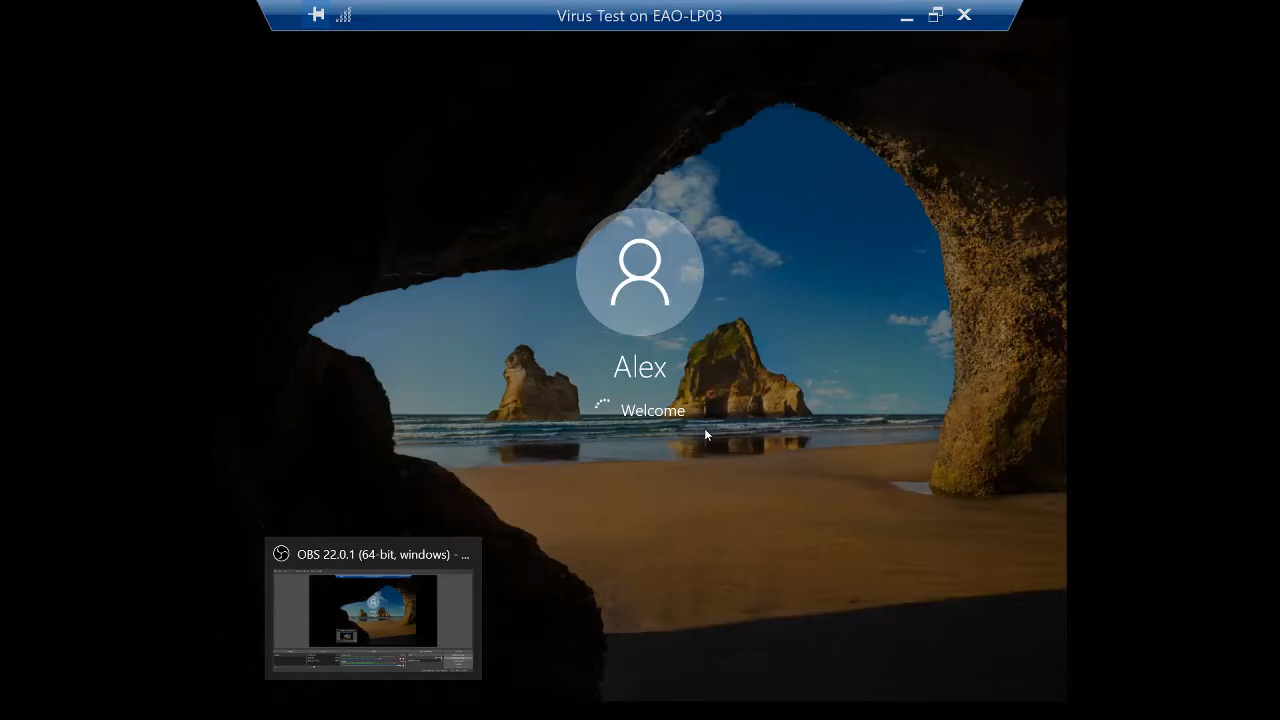 Virus Test on EAO-LP03
Alex
Welcome
OBS 22.0.1 (64-bit, windows) - ...